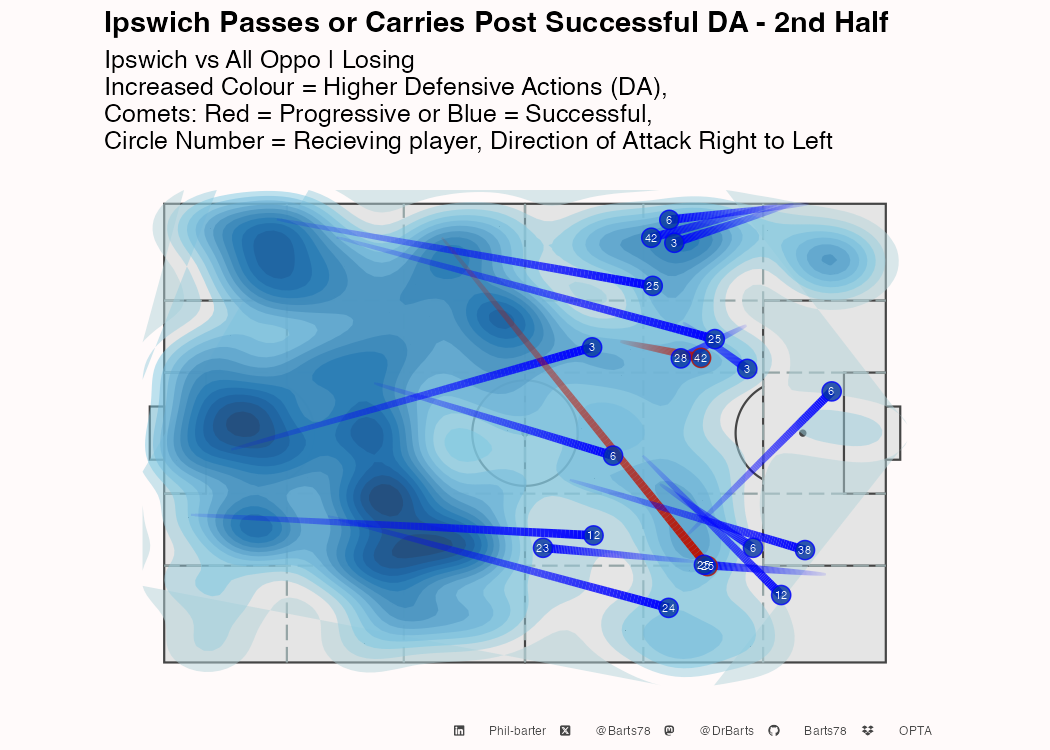 Ipswich Passes or Carries Post Successful DA - 2nd Half
Ipswich vs All Oppo | Losing
Increased Colour = Higher Defensive Actions (DA),
Comets: Red = Progressive or Blue = Successful,
Circle Number = Recieving player, Direction of Attack Right to Left
6
42
3
25
25
3
28
42
3
6
6
12
23
6
38
25
12
24
Phil-barter
@Barts78
@DrBarts
Barts78
OPTA